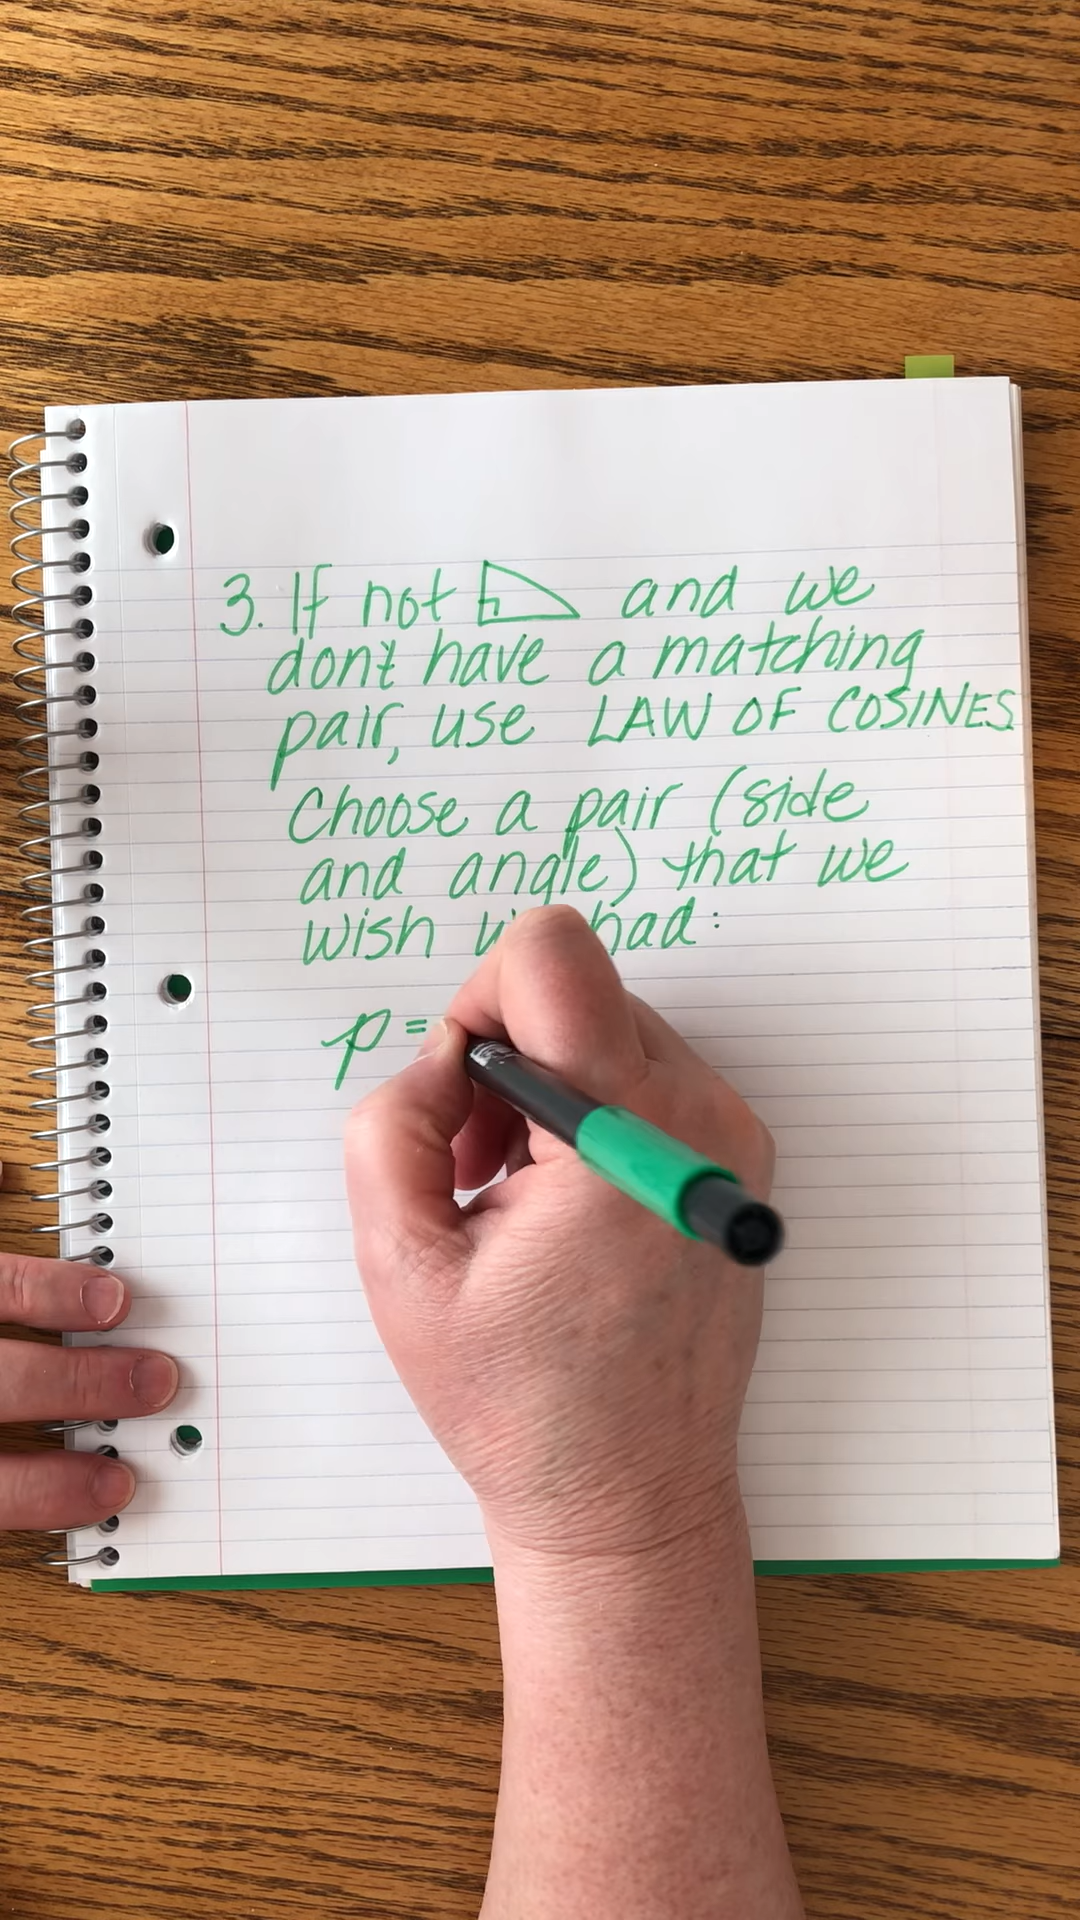 3. If not and we
don't have a matching
pair, use LAW OF COSINES
Choose a pair (side
and angle) that we
wish had:
p =